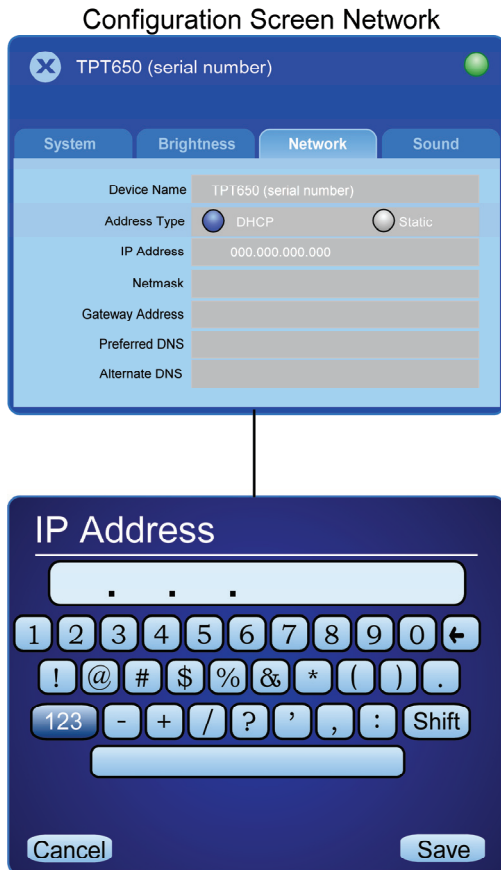 Configuration Screen Network
TPT650 (serial number)
System Brightness Network Sound
Device Name TPT650 (serial number)
Address Type DHCP Static
IP Address 000.000.000.000
Netmask
Gateway Address
Preferred DNS
Alternate DNS
IP Address
. . .
1 2 3 4 5 6 7 8 9 0 ←
! @ # $ % & * ( ) .
123 - + / ? ' , : Shift
Cancel Save